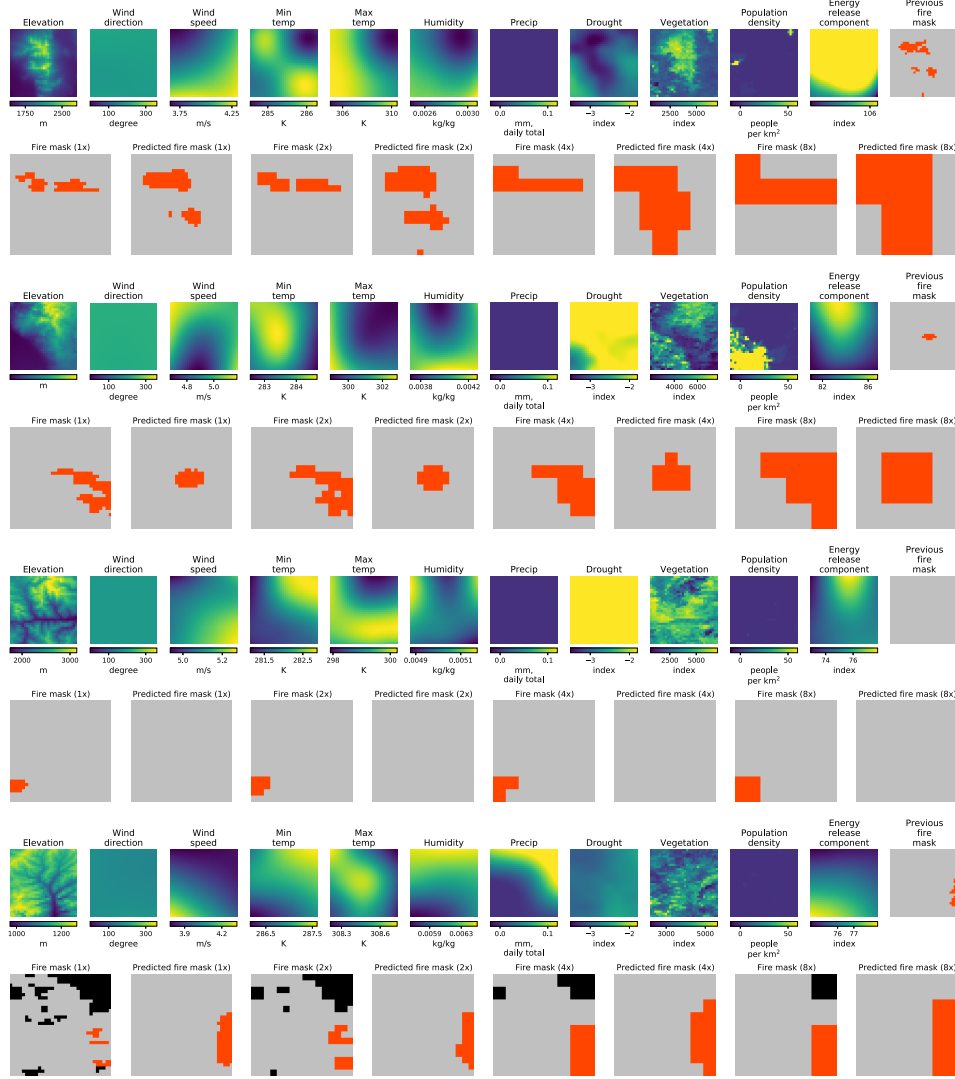 Elevation Wind direction Wind speed Min temp Max temp Humidity Precip Drought Vegetation Population density Energy release component Previous fire mask
1750 2500 100 300 3.75 4.25 285 286 306 310 0.0026 0.0030 0.0 0.1 −3 −2 2500 5000 0 50 106
m degree m/s K K kg/kg mm, daily total index index people per km² index
Fire mask (1x) Predicted fire mask (1x) Fire mask (2x) Predicted fire mask (2x) Fire mask (4x) Predicted fire mask (4x) Fire mask (8x) Predicted fire mask (8x)
Elevation Wind direction Wind speed Min temp Max temp Humidity Precip Drought Vegetation Population density Energy release component Previous fire mask
100 300 4.8 5.0 283 284 300 302 0.0038 0.0042 0.0 0.1 −3 −2 4000 6000 0 50 82 86
m degree m/s K K kg/kg mm, daily total index index people per km² index
Fire mask (1x) Predicted fire mask (1x) Fire mask (2x) Predicted fire mask (2x) Fire mask (4x) Predicted fire mask (4x) Fire mask (8x) Predicted fire mask (8x)
Elevation Wind direction Wind speed Min temp Max temp Humidity Precip Drought Vegetation Population density Energy release component Previous fire mask
2000 3000 100 300 5.0 5.2 281.5 282.5 298 300 0.0049 0.0051 0.0 0.1 −3 −2 2500 5000 0 50 74 76
m degree m/s K K kg/kg mm, daily total index index people per km² index
Fire mask (1x) Predicted fire mask (1x) Fire mask (2x) Predicted fire mask (2x) Fire mask (4x) Predicted fire mask (4x) Fire mask (8x) Predicted fire mask (8x)
Elevation Wind direction Wind speed Min temp Max temp Humidity Precip Drought Vegetation Population density Energy release component Previous fire mask
1000 1200 100 300 3.9 4.2 286.5 287.5 308.3 308.6 0.0059 0.0063 0.0 0.1 −3 −2 3000 5000 0 50 76 77
m degree m/s K K kg/kg mm, daily total index index people per km² index
Fire mask (1x) Predicted fire mask (1x) Fire mask (2x) Predicted fire mask (2x) Fire mask (4x) Predicted fire mask (4x) Fire mask (8x) Predicted fire mask (8x)